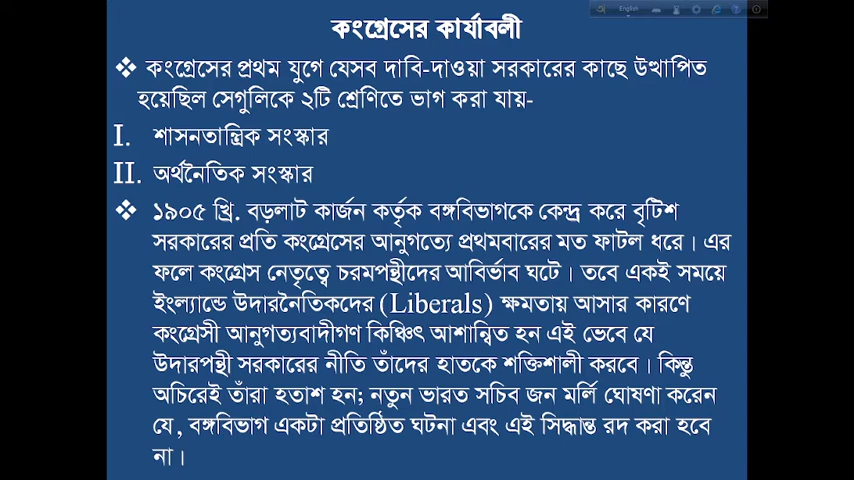 English
কংগ্রেসের কার্যাবলী
❖ কংগ্রেসের প্রথম যুগে যেসব দাবি-দাওয়া সরকারের কাছে উত্থাপিত
হয়েছিল সেগুলিকে ২টি শ্রেণিতে ভাগ করা যায়-
I. শাসনতান্ত্রিক সংস্কার
II. অর্থনৈতিক সংস্কার
❖ ১৯০৫ খ্রি. বড়লাট কার্জন কর্তৃক বঙ্গবিভাগকে কেন্দ্র করে বৃটিশ
সরকারের প্রতি কংগ্রেসের আনুগত্যে প্রথমবারের মত ফাটল ধরে। এর
ফলে কংগ্রেস নেতৃত্বে চরমপন্থীদের আবির্ভাব ঘটে। তবে একই সময়ে
ইংল্যান্ডে উদারনৈতিকদের (Liberals) ক্ষমতায় আসার কারণে
কংগ্রেসী আনুগত্যবাদীগণ কিঞ্চিৎ আশান্বিত হন এই ভেবে যে
উদারপন্থী সরকারের নীতি তাঁদের হাতকে শক্তিশালী করবে। কিন্তু
অচিরেই তাঁরা হতাশ হন; নতুন ভারত সচিব জন মর্লি ঘোষণা করেন
যে, বঙ্গবিভাগ একটা প্রতিষ্ঠিত ঘটনা এবং এই সিদ্ধান্ত রদ করা হবে
না।